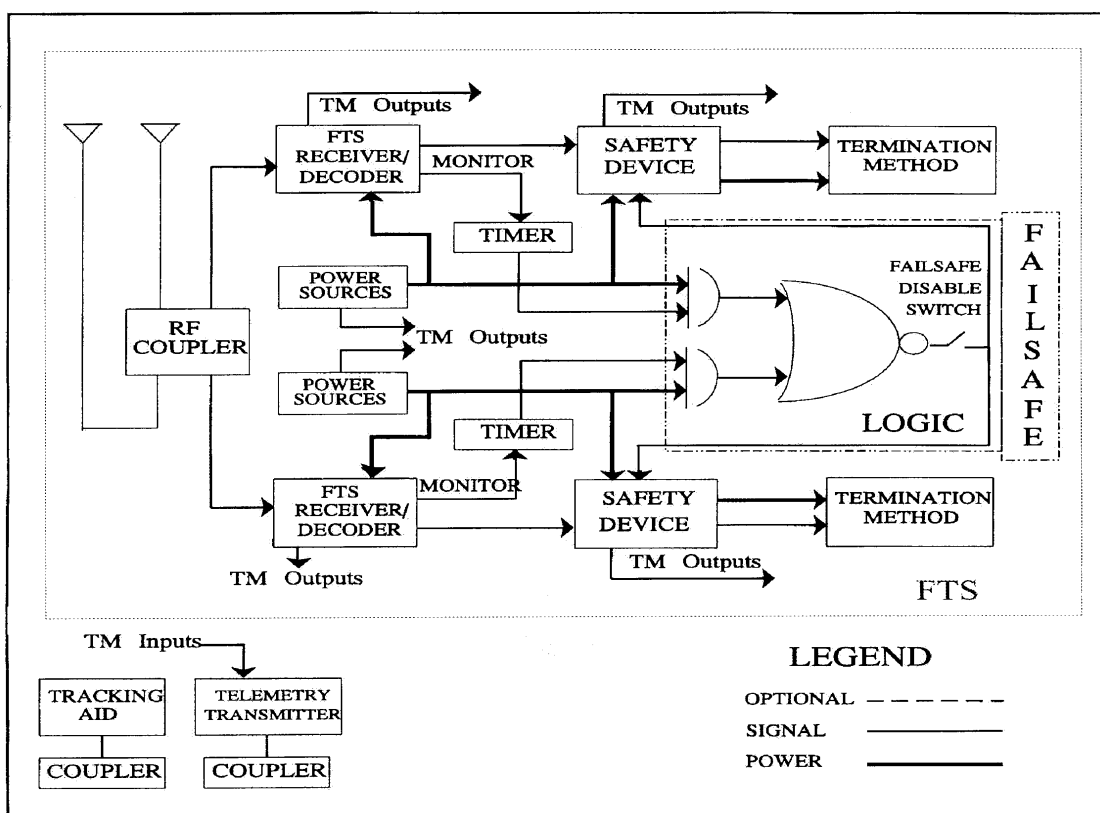 TM Outputs
TM Outputs
FTS
RECEIVER/
DECODER
MONITOR
SAFETY
DEVICE
TERMINATION
METHOD
TIMER
FAILSAFE
POWER
SOURCES
FAILSAFE
DISABLE
SWITCH
RF
COUPLER
TM Outputs
POWER
SOURCES
LOGIC
TIMER
FTS
RECEIVER/
DECODER
MONITOR
SAFETY
DEVICE
TERMINATION
METHOD
TM Outputs
TM Outputs
FTS
TM Inputs
TRACKING
AID
TELEMETRY
TRANSMITTER
COUPLER
COUPLER
LEGEND
OPTIONAL
SIGNAL
POWER